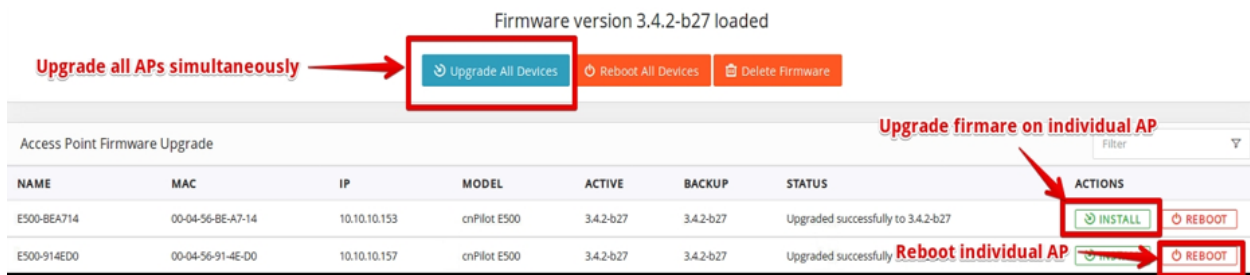 Firmware version 3.4.2-b27 loaded
Upgrade all APs simultaneously
Upgrade All Devices Reboot All Devices Delete Firmware
Upgrade firmare on individual AP
Access Point Firmware Upgrade Filter
NAME MAC IP MODEL ACTIVE BACKUP STATUS ACTIONS
E500-BEA714 00-04-56-BE-A7-14 10.10.10.153 cnPilot E500 3.4.2-b27 3.4.2-b27 Upgraded successfully to 3.4.2-b27 INSTALL REBOOT
E500-914ED0 00-04-56-91-4E-D0 10.10.10.157 cnPilot E500 3.4.2-b27 3.4.2-b27 Upgraded successfully Reboot individual AP REBOOT